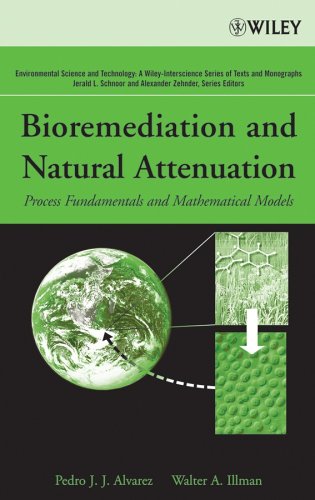 WILEY
Environmental Science and Technology: A Wiley-Interscience Series of Texts and Monographs
Jerald L. Schnoor and Alexander Zehnder, Series Editors
Bioremediation and
Natural Attenuation
Process Fundamentals and Mathematical Models
Pedro J. J. Alvarez Walter A. Illman